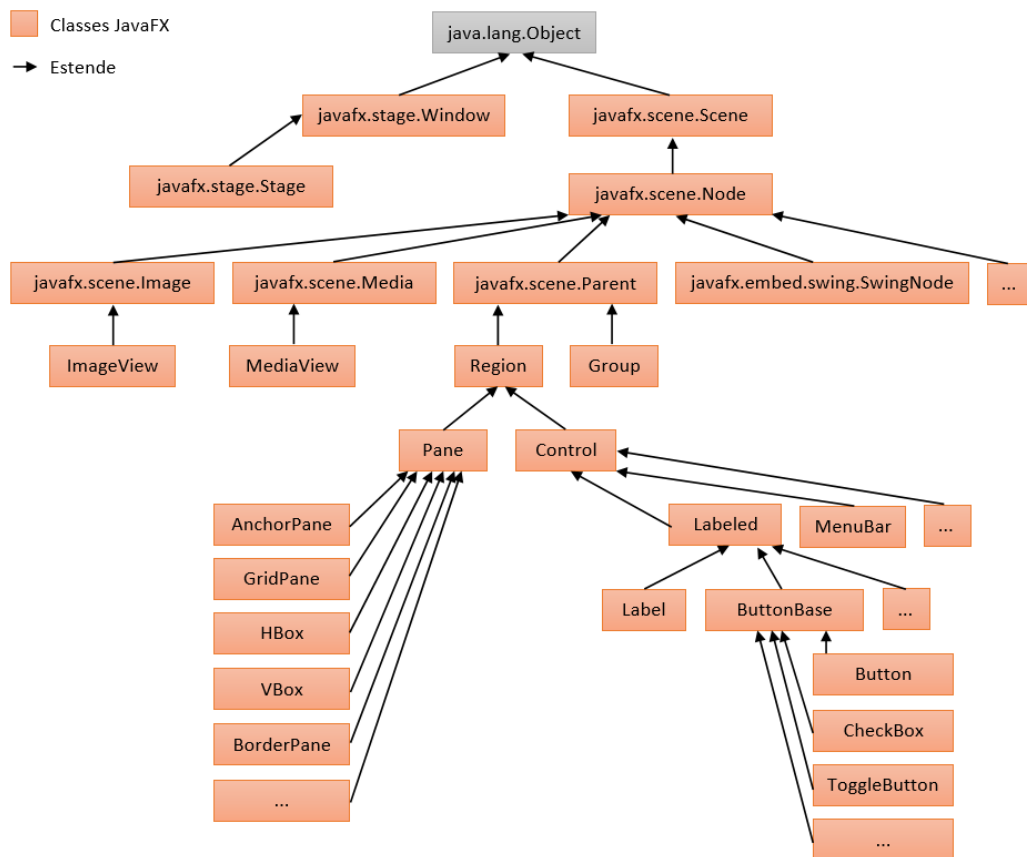 Classes JavaFX
Estende
java.lang.Object
javafx.stage.Window
javafx.scene.Scene
javafx.stage.Stage
javafx.scene.Node
javafx.scene.Image
javafx.scene.Media
javafx.scene.Parent
javafx.embed.swing.SwingNode
...
ImageView
MediaView
Region
Group
Pane
Control
AnchorPane
Labeled
MenuBar
...
GridPane
Label
ButtonBase
...
HBox
Button
VBox
CheckBox
BorderPane
ToggleButton
...
...